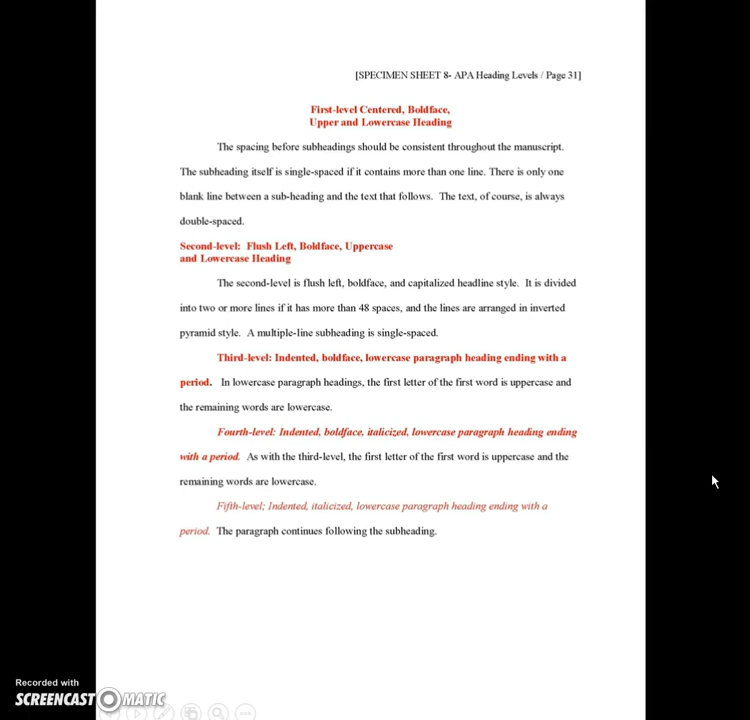 [SPECIMEN SHEET 8- APA Heading Levels / Page 31]
First-level Centered, Boldface,
Upper and Lowercase Heading
The spacing before subheadings should be consistent throughout the manuscript.
The subheading itself is single-spaced if it contains more than one line. There is only one
blank line between a sub-heading and the text that follows.  The text, of course, is always
double-spaced.
Second-level:  Flush Left, Boldface, Uppercase
and Lowercase Heading
The second-level is flush left, boldface, and capitalized headline style.  It is divided
into two or more lines if it has more than 48 spaces, and the lines are arranged in inverted
pyramid style.  A multiple-line subheading is single-spaced.
Third-level: Indented, boldface, lowercase paragraph heading ending with a
period.  In lowercase paragraph headings, the first letter of the first word is uppercase and
the remaining words are lowercase.
Fourth-level: Indented, boldface, italicized, lowercase paragraph heading ending
with a period.  As with the third-level, the first letter of the first word is uppercase and the
remaining words are lowercase.
Fifth-level; Indented, italicized, lowercase paragraph heading ending with a
period.  The paragraph continues following the subheading.
Recorded with
SCREENCAST MATIC